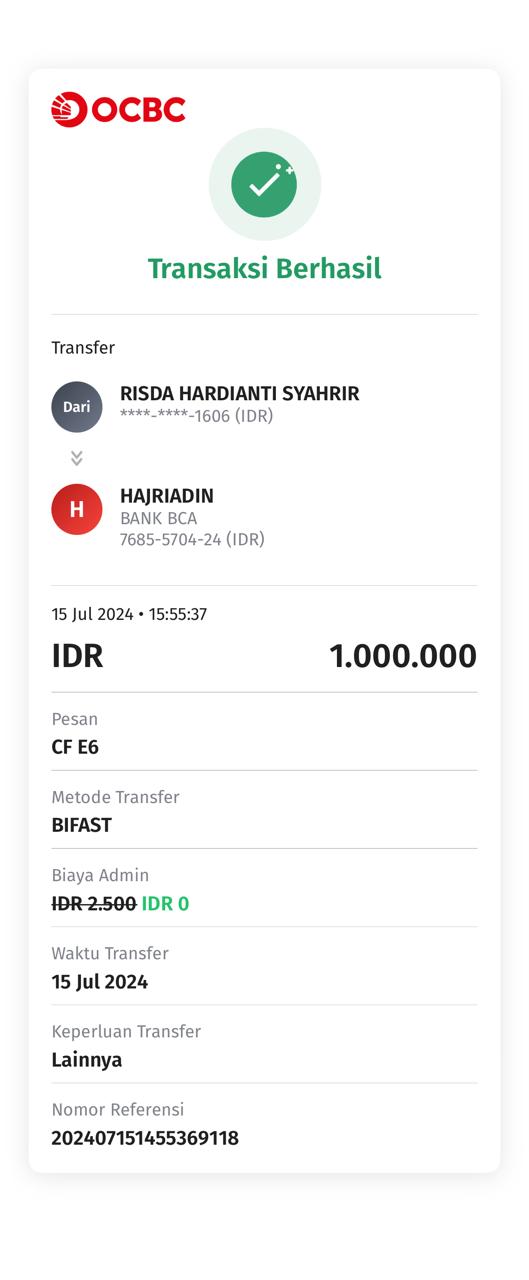 OCBC
Transaksi Berhasil
Transfer
Dari
RISDA HARDIANTI SYAHRIR
****-****-1606 (IDR)
H
HAJRIADIN
BANK BCA
7685-5704-24 (IDR)
15 Jul 2024 • 15:55:37
IDR 1.000.000
Pesan
CF E6
Metode Transfer
BIFAST
Biaya Admin
IDR 2.500 IDR 0
Waktu Transfer
15 Jul 2024
Keperluan Transfer
Lainnya
Nomor Referensi
202407151455369118